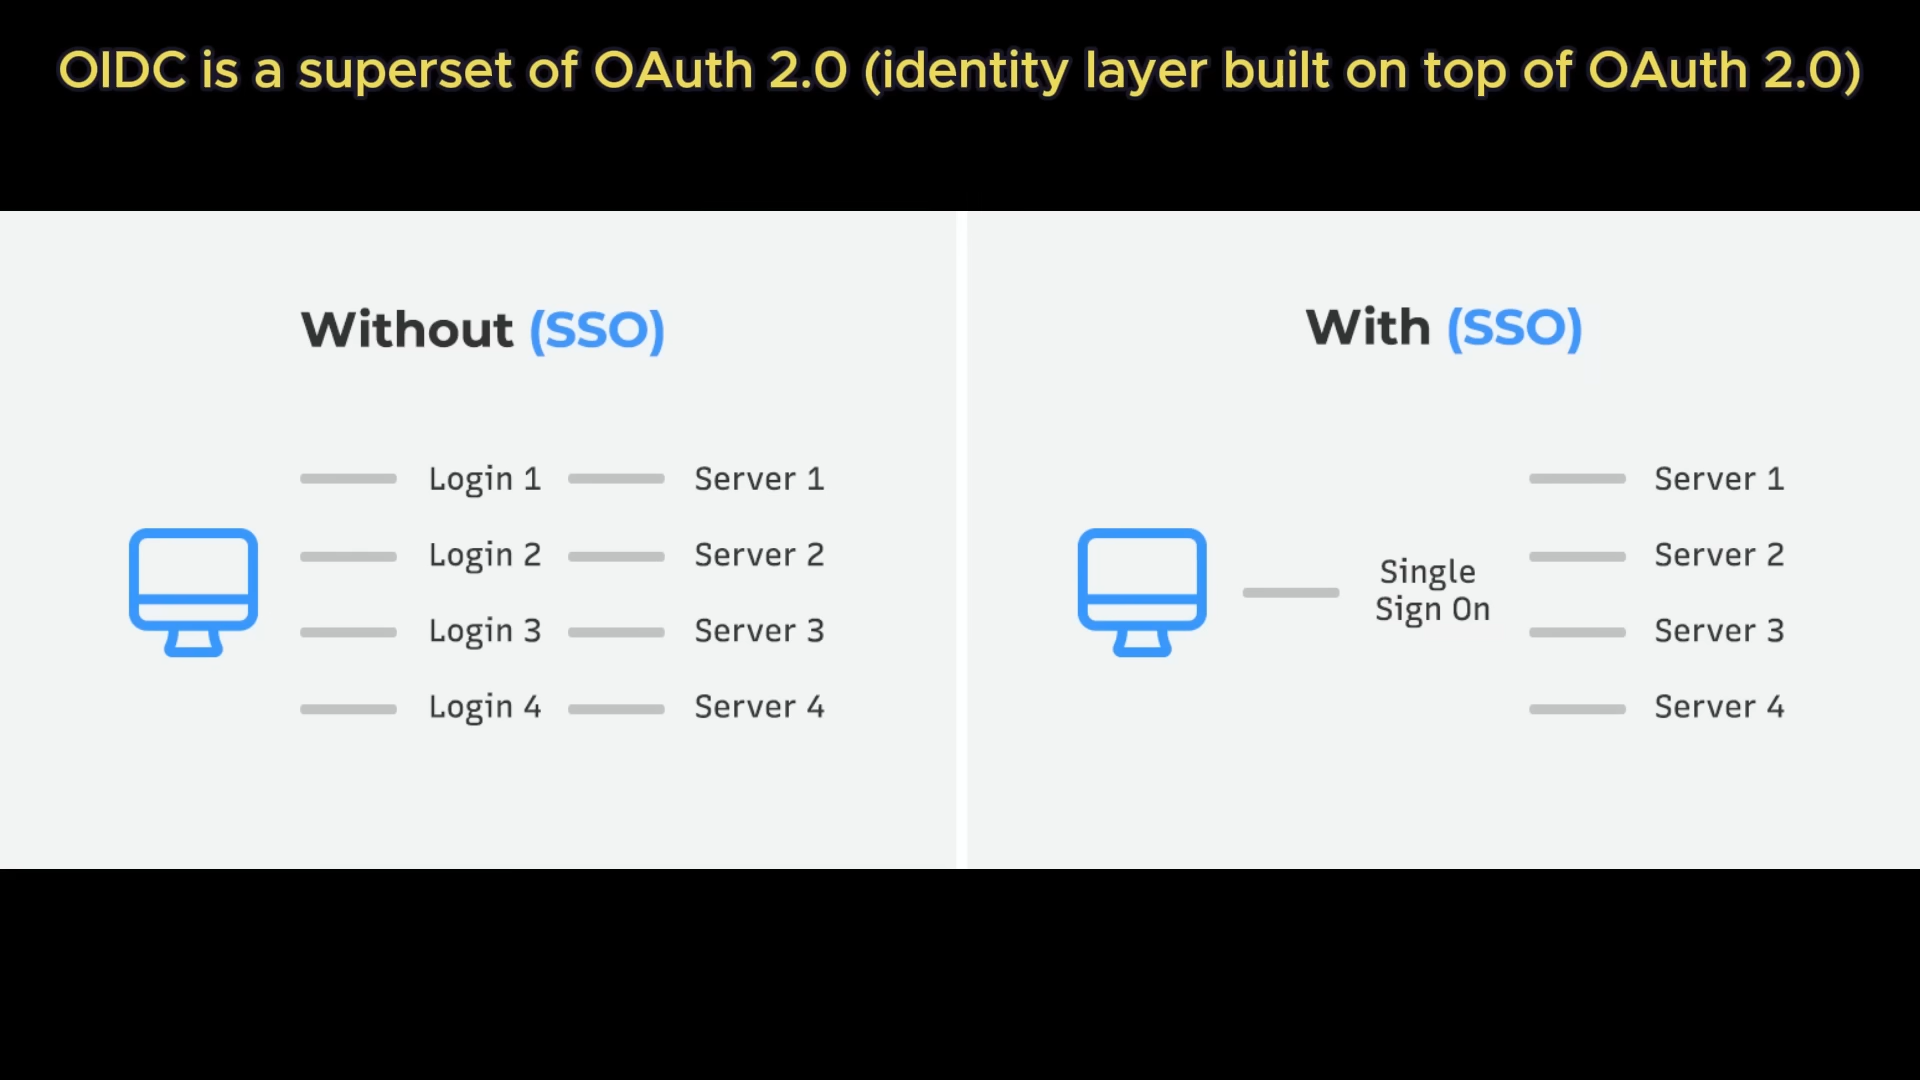 OIDC is a superset of OAuth 2.0 (identity layer built on top of OAuth 2.0)
Without (SSO)
Login 1 Server 1
Login 2 Server 2
Login 3 Server 3
Login 4 Server 4
With (SSO)
Single
Sign On
Server 1
Server 2
Server 3
Server 4